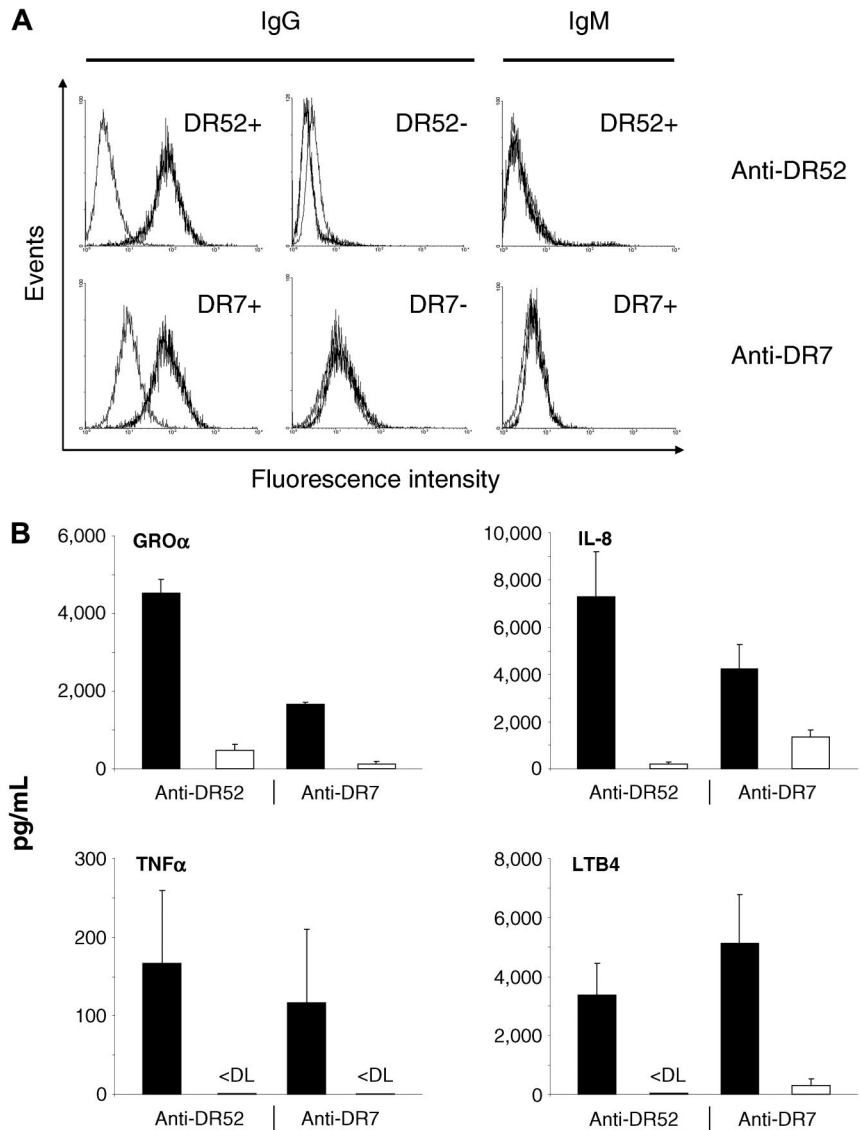 A
IgG IgM
DR52+ DR52- DR52+
Anti-DR52
DR7+ DR7- DR7+
Anti-DR7
Events
Fluorescence intensity
B
pg/mL
GROα
6,000
4,000
2,000
0
Anti-DR52 | Anti-DR7
IL-8
10,000
8,000
6,000
4,000
2,000
0
Anti-DR52 | Anti-DR7
TNFα
300
200
100
0
<DL <DL
Anti-DR52 | Anti-DR7
LTB4
8,000
6,000
4,000
2,000
0
<DL
Anti-DR52 | Anti-DR7